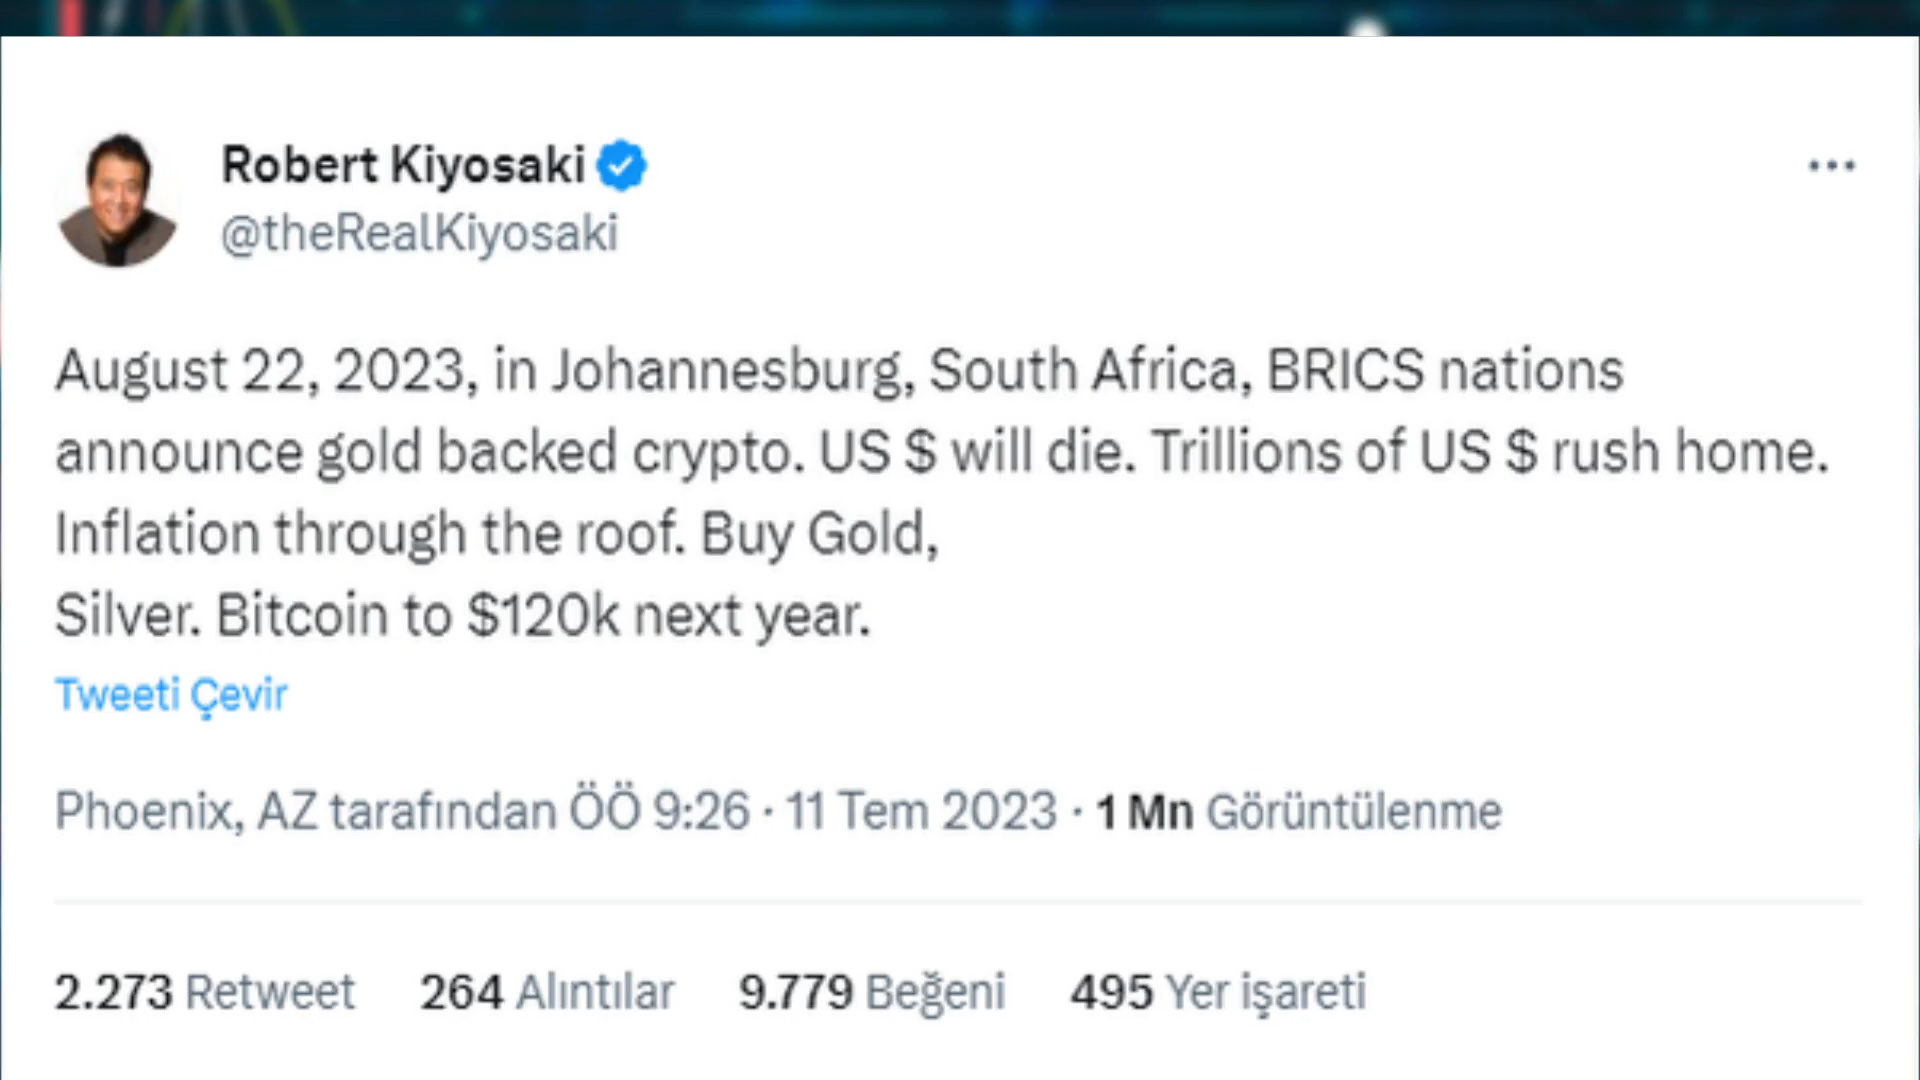 Robert Kiyosaki
@theRealKiyosaki
August 22, 2023, in Johannesburg, South Africa, BRICS nations
announce gold backed crypto. US $ will die. Trillions of US $ rush home.
Inflation through the roof. Buy Gold,
Silver. Bitcoin to $120k next year.
Tweeti Çevir
Phoenix, AZ tarafından ÖÖ 9:26 · 11 Tem 2023 · 1 Mn Görüntülenme
2.273 Retweet 264 Alıntılar 9.779 Beğeni 495 Yer işareti